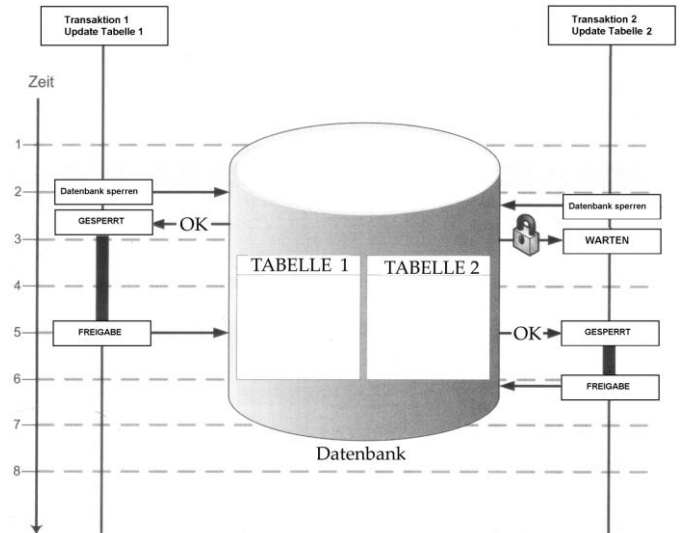 Transaktion 1
Update Tabelle 1
Transaktion 2
Update Tabelle 2
Zeit
1
2
Datenbank sperren
Datenbank sperren
GESPERRT
OK
3
WARTEN
TABELLE 1
TABELLE 2
4
5
FREIGABE
OK
GESPERRT
6
FREIGABE
7
Datenbank
8